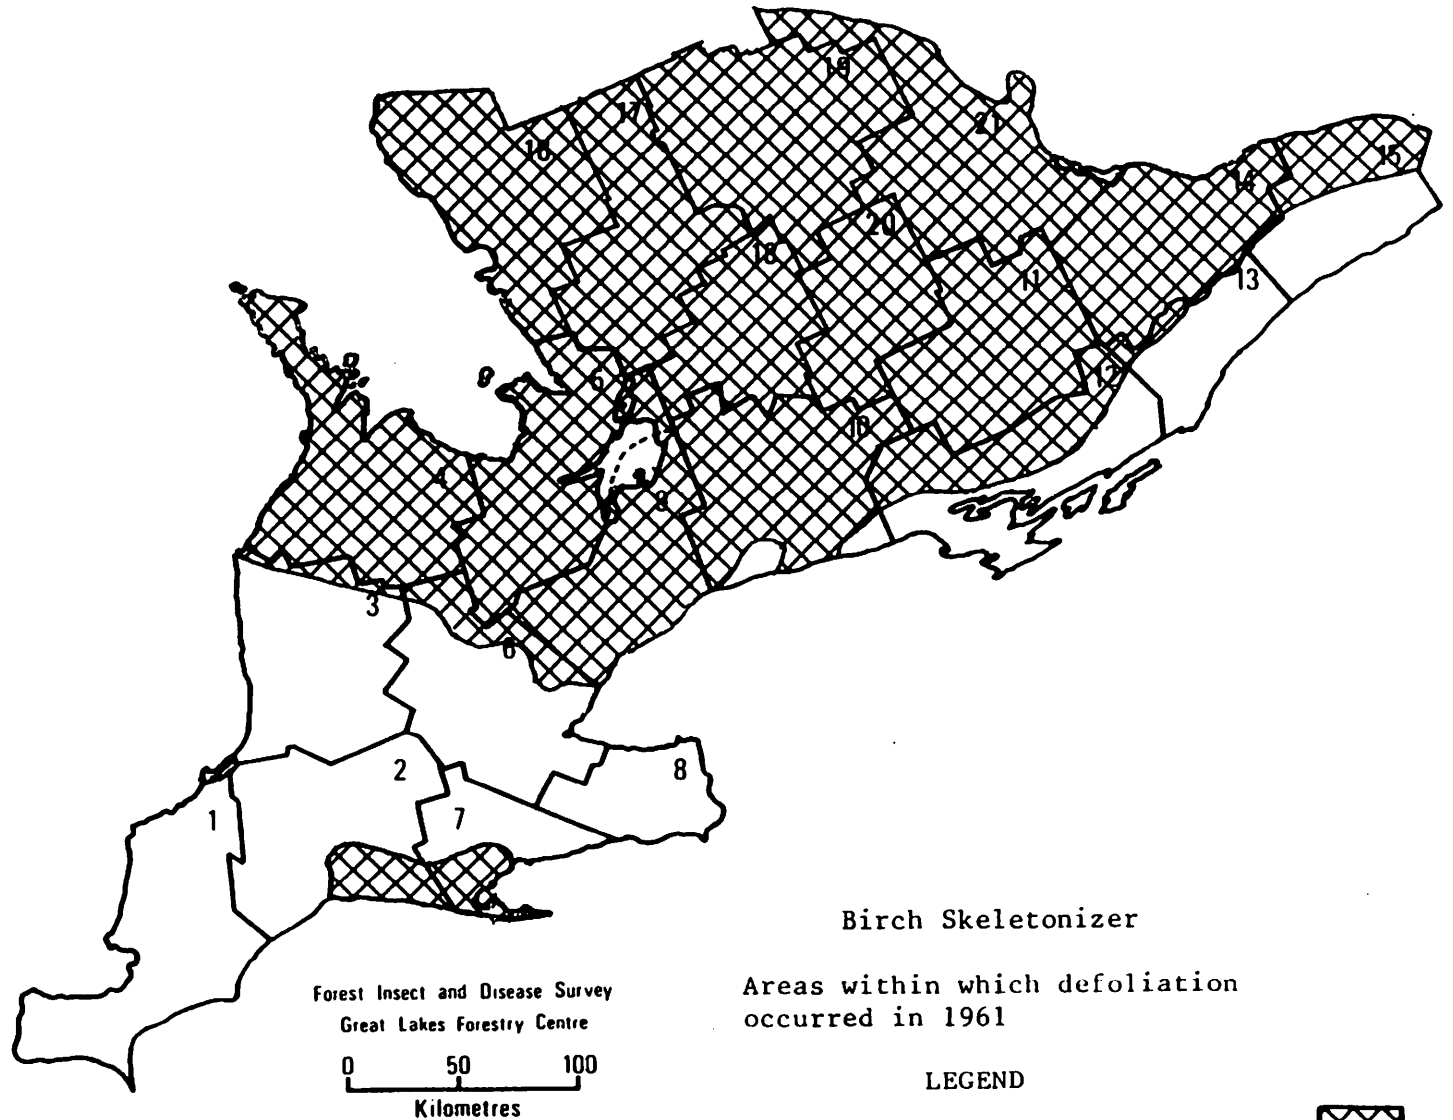 19
17
21
16
15
14
20
18
11
13
12
5
10
4
9
3
6
2
8
1
7
Birch Skeletonizer
Areas within which defoliation
occurred in 1961
Forest Insect and Disease Survey
Great Lakes Forestry Centre
0 50 100
Kilometres
LEGEND